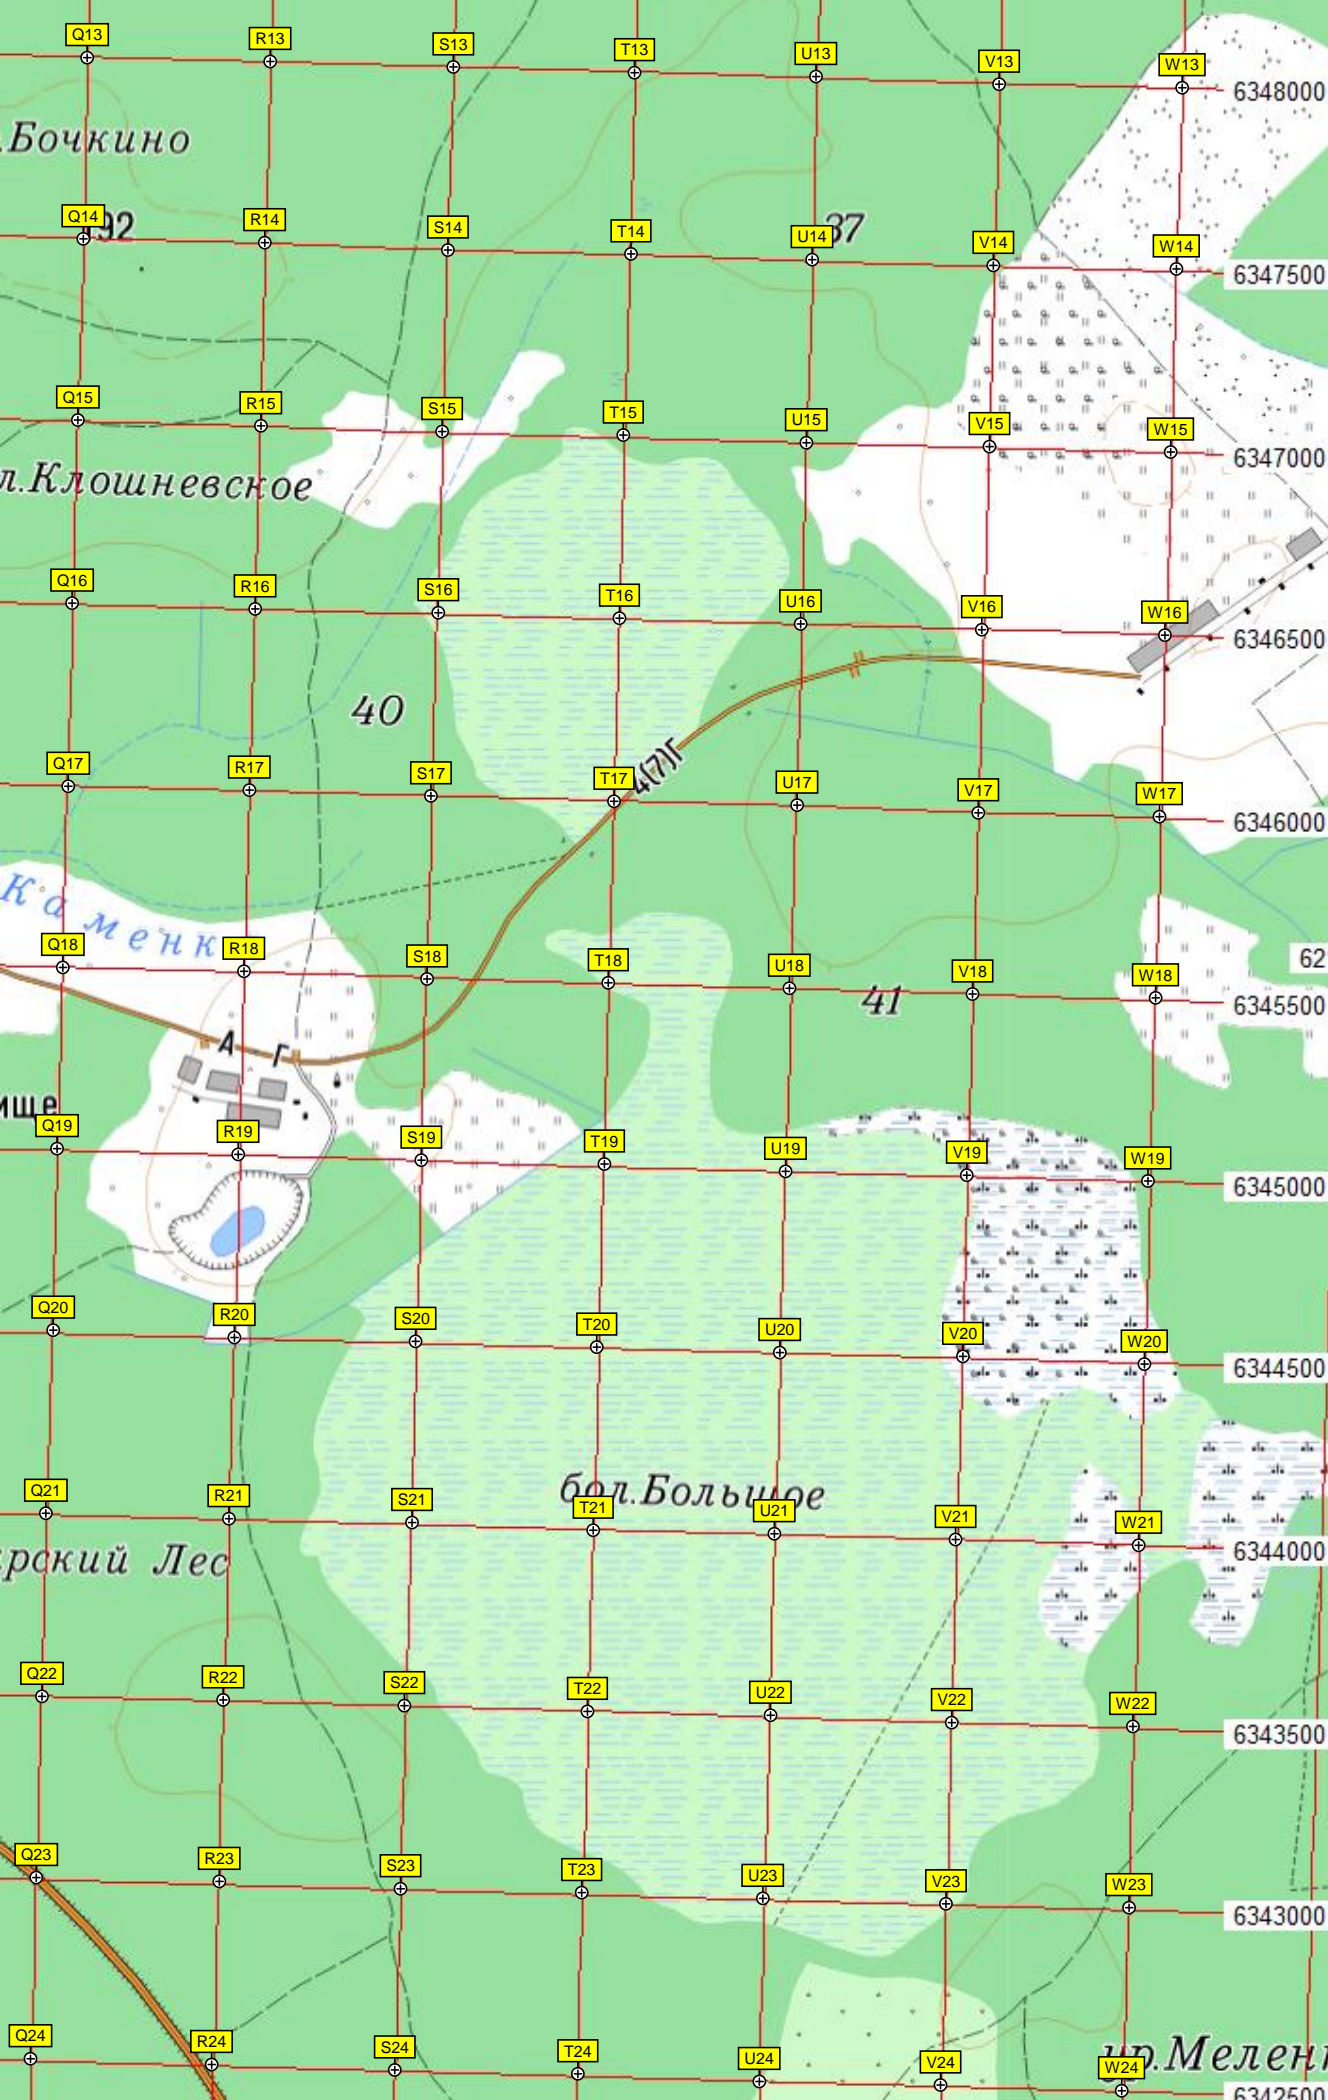 Q13 R13 S13 T13 U13 V13 W13
6348000
.Бочкино
Q14 92 R14 S14 T14 U14 37 V14 W14
6347500
Q15 R15 S15 T15 U15 V15 W15
6347000
л.Клошневское
Q16 R16 S16 T16 U16 V16 W16
6346500
40
Q17 R17 S17 T17 4(7)Г U17 V17 W17
6346000
Каменк
Q18 R18 S18 T18 U18 V18 W18
62
41
6345500
А Г
ище
Q19 R19 S19 T19 U19 V19 W19
6345000
Q20 R20 S20 T20 U20 V20 W20
6344500
бол.Большое
Q21 R21 S21 T21 U21 V21 W21
6344000
рский Лес
Q22 R22 S22 T22 U22 V22 W22
6343500
Q23 R23 S23 T23 U23 V23 W23
6343000
Q24 R24 S24 T24 U24 V24 W24
ур.Мелен
6342500